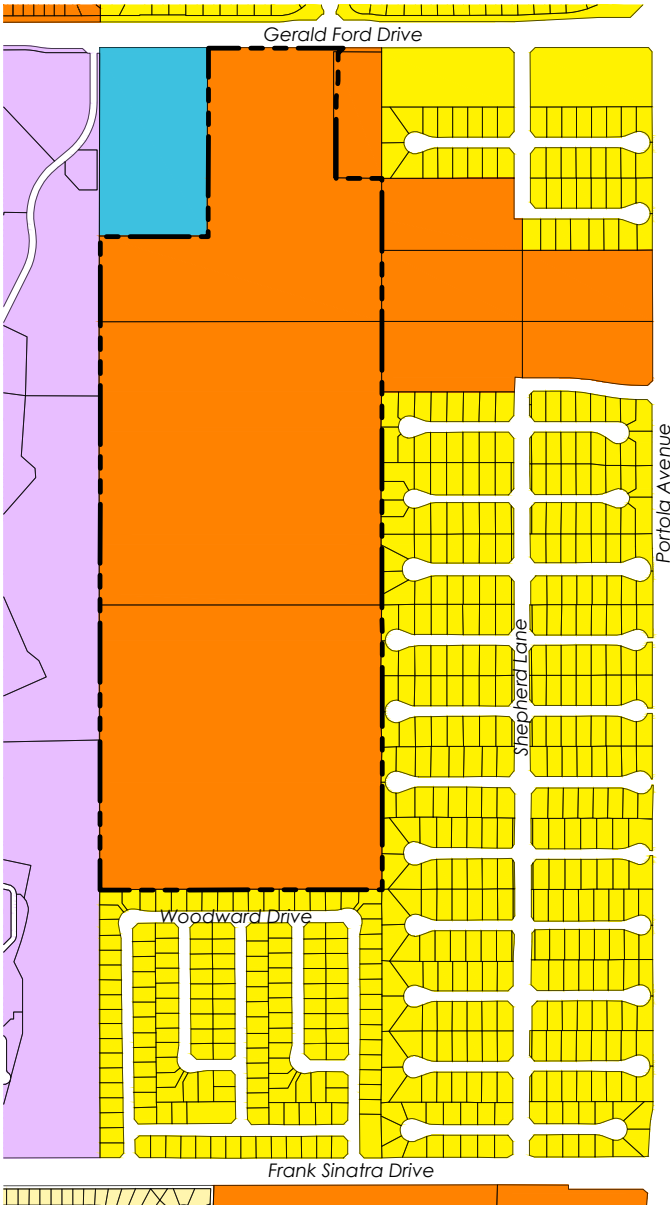 Gerald Ford Drive
Portola Avenue
Shepherd Lane
Woodward Drive
Frank Sinatra Drive